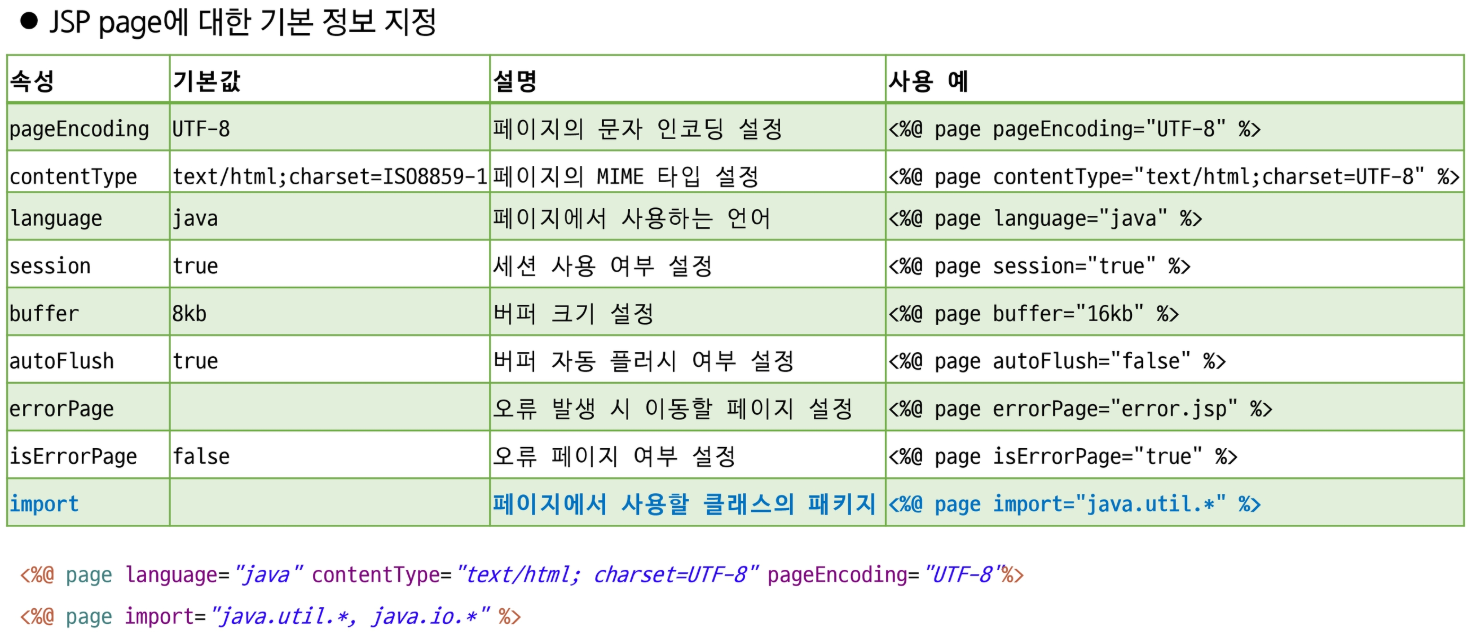 ● JSP page에 대한 기본 정보 지정
속성 기본값 설명 사용 예
pageEncoding UTF-8 페이지의 문자 인코딩 설정 <%@ page pageEncoding="UTF-8" %>
contentType text/html;charset=ISO8859-1 페이지의 MIME 타입 설정 <%@ page contentType="text/html;charset=UTF-8" %>
language java 페이지에서 사용하는 언어 <%@ page language="java" %>
session true 세션 사용 여부 설정 <%@ page session="true" %>
buffer 8kb 버퍼 크기 설정 <%@ page buffer="16kb" %>
autoFlush true 버퍼 자동 플러시 여부 설정 <%@ page autoFlush="false" %>
errorPage 오류 발생 시 이동할 페이지 설정 <%@ page errorPage="error.jsp" %>
isErrorPage false 오류 페이지 여부 설정 <%@ page isErrorPage="true" %>
import 페이지에서 사용할 클래스의 패키지 <%@ page import="java.util.*" %>
<%@ page language="java" contentType="text/html; charset=UTF-8" pageEncoding="UTF-8"%>
<%@ page import="java.util.*, java.io.*" %>